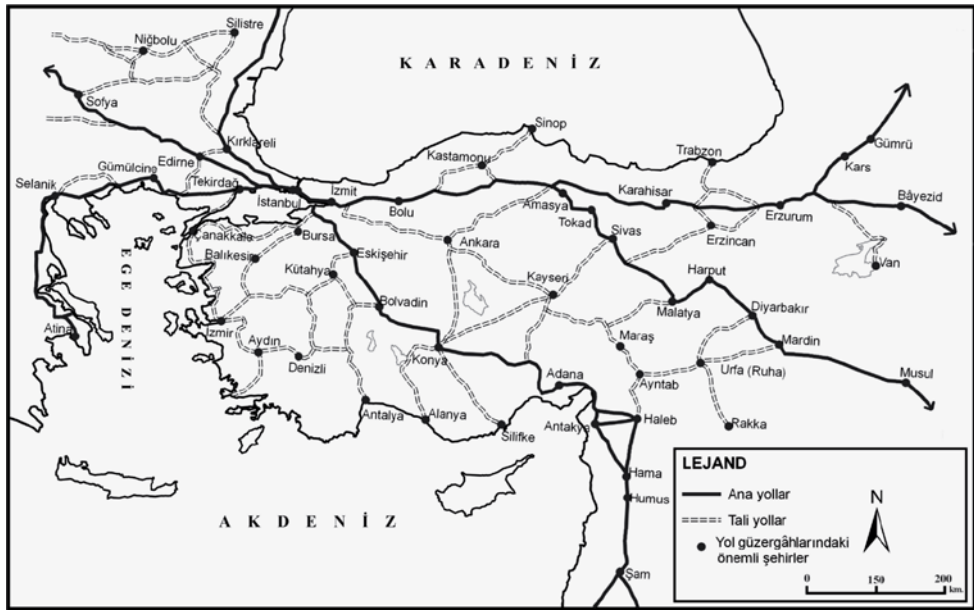 Silistre
Niğbolu
KARADENİZ
Sofya
Sinop
Kırklareli
Edirne
Kastamonu
Trabzon
Gümrü
Gümülcine
Kars
Selanik
Tekirdağ
İstanbul
İzmit
Bolu
Amasya
Karahisar
Erzurum
Bâyezid
Tokad
Çanakkale
Bursa
Ankara
Sivas
Erzincan
Balıkesir
Eskişehir
Kütahya
Kayseri
Harput
Van
EGE DENİZİ
Bolvadin
Malatya
Diyarbakır
Atina
İzmir
Aydın
Denizli
Konya
Maraş
Mardin
Adana
Ayntab
Urfa (Ruha)
Musul
Antalya
Alanya
Silifke
Antakya
Haleb
Rakka
Hama
Humus
AKDENİZ
Şam
LEJAND
Ana yollar
Tali yollar
Yol güzergâhlarındaki
önemli şehirler
N
0 150 200
km.